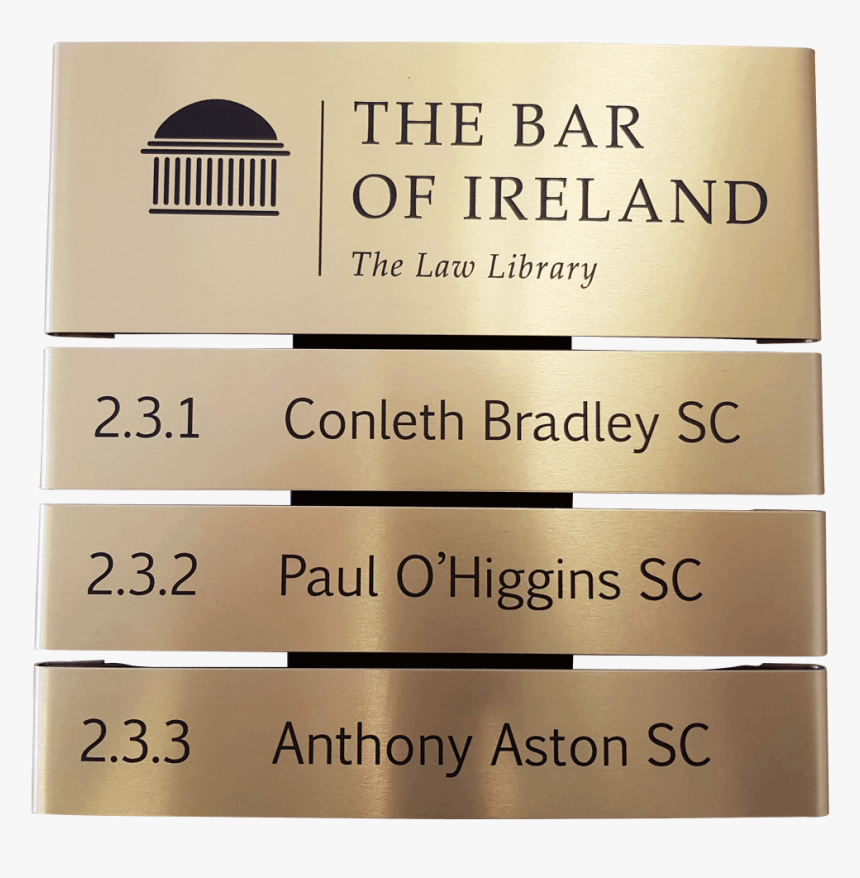 THE BAR
OF IRELAND
The Law Library
2.3.1 Conleth Bradley SC
2.3.2 Paul O’Higgins SC
2.3.3 Anthony Aston SC